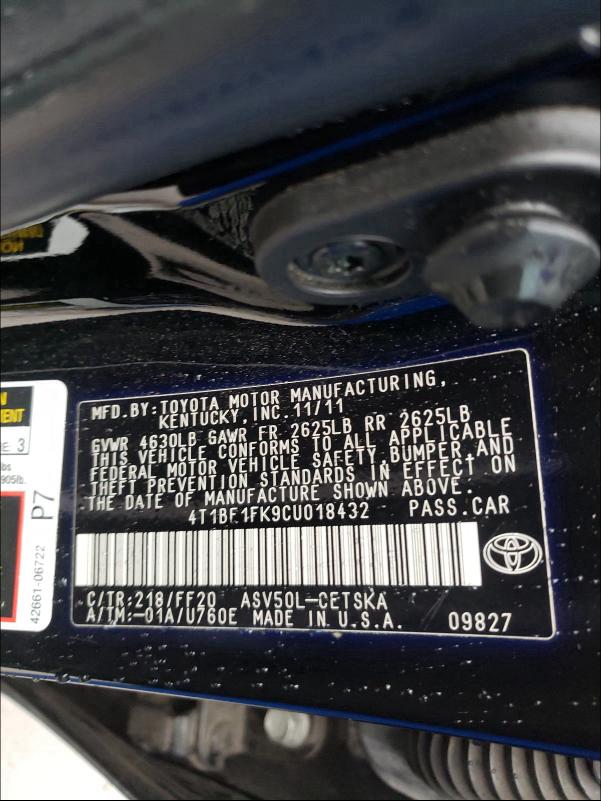 MFD.BY:TOYOTA MOTOR MANUFACTURING,
KENTUCKY, INC. 11/11
GVWR 4630LB GAWR FR 2625LB RR 2625LB
THIS VEHICLE CONFORMS TO ALL APPLICABLE
FEDERAL MOTOR VEHICLE SAFETY, BUMPER, AND
THEFT PREVENTION STANDARDS IN EFFECT ON
THE DATE OF MANUFACTURE SHOWN ABOVE.
4T1BF1FK9CU018432 PASS.CAR
C/TR:218/FF20 ASV50L-CETSKA
A/TM:-01A/U760E MADE IN U.S.A. 09827
3
905lb.
P7
42661-06722